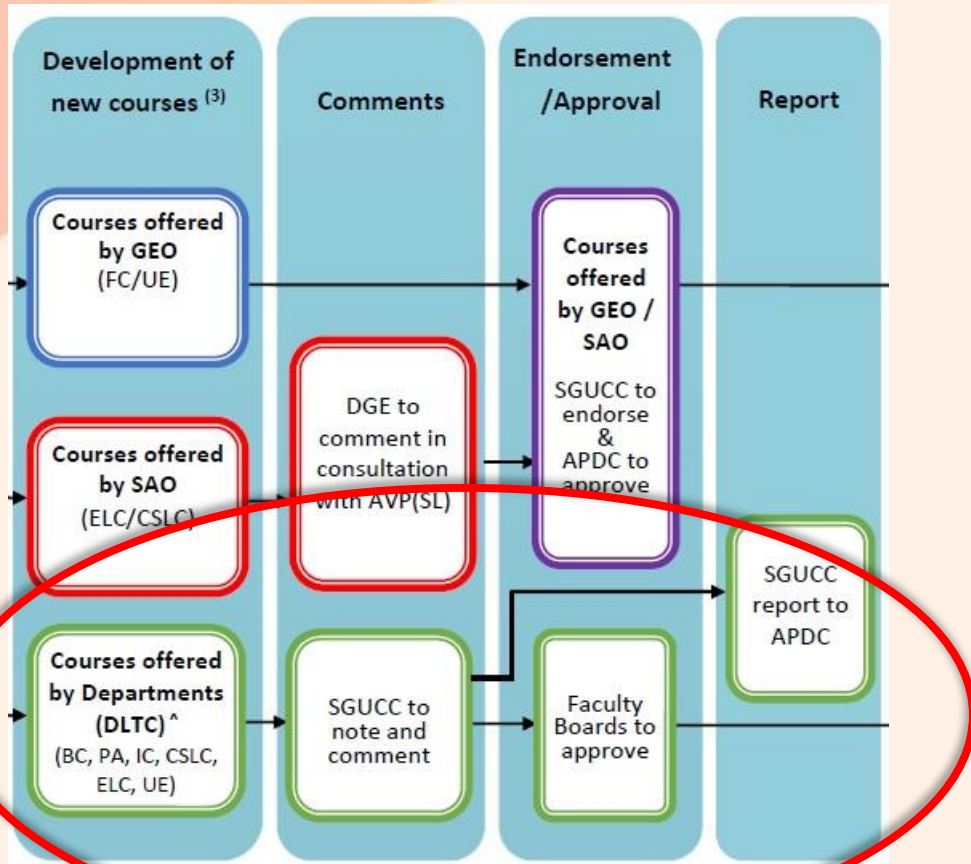 Development of
new courses (3)
Comments
Endorsement
/Approval
Report
Courses offered
by GEO
(FC/UE)
Courses
offered
by GEO /
SAO
SGUCC to
endorse
&
APDC to
approve
DGE to
comment in
consultation
with AVP(SL)
Courses offered
by SAO
(ELC/CSLC)
SGUCC
report to
APDC
Courses offered
by Departments
(DLTC) ^
(BC, PA, IC, CSLC,
ELC, UE)
SGUCC to
note and
comment
Faculty
Boards to
approve